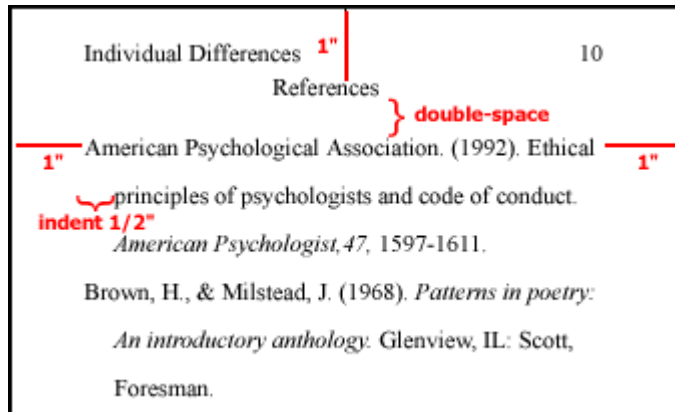 Individual Differences 1" 10
References
double-space
1" American Psychological Association. (1992). Ethical 1"
principles of psychologists and code of conduct.
indent 1/2"
American Psychologist, 47, 1597-1611.
Brown, H., & Milstead, J. (1968). Patterns in poetry:
An introductory anthology. Glenview, IL: Scott,
Foresman.